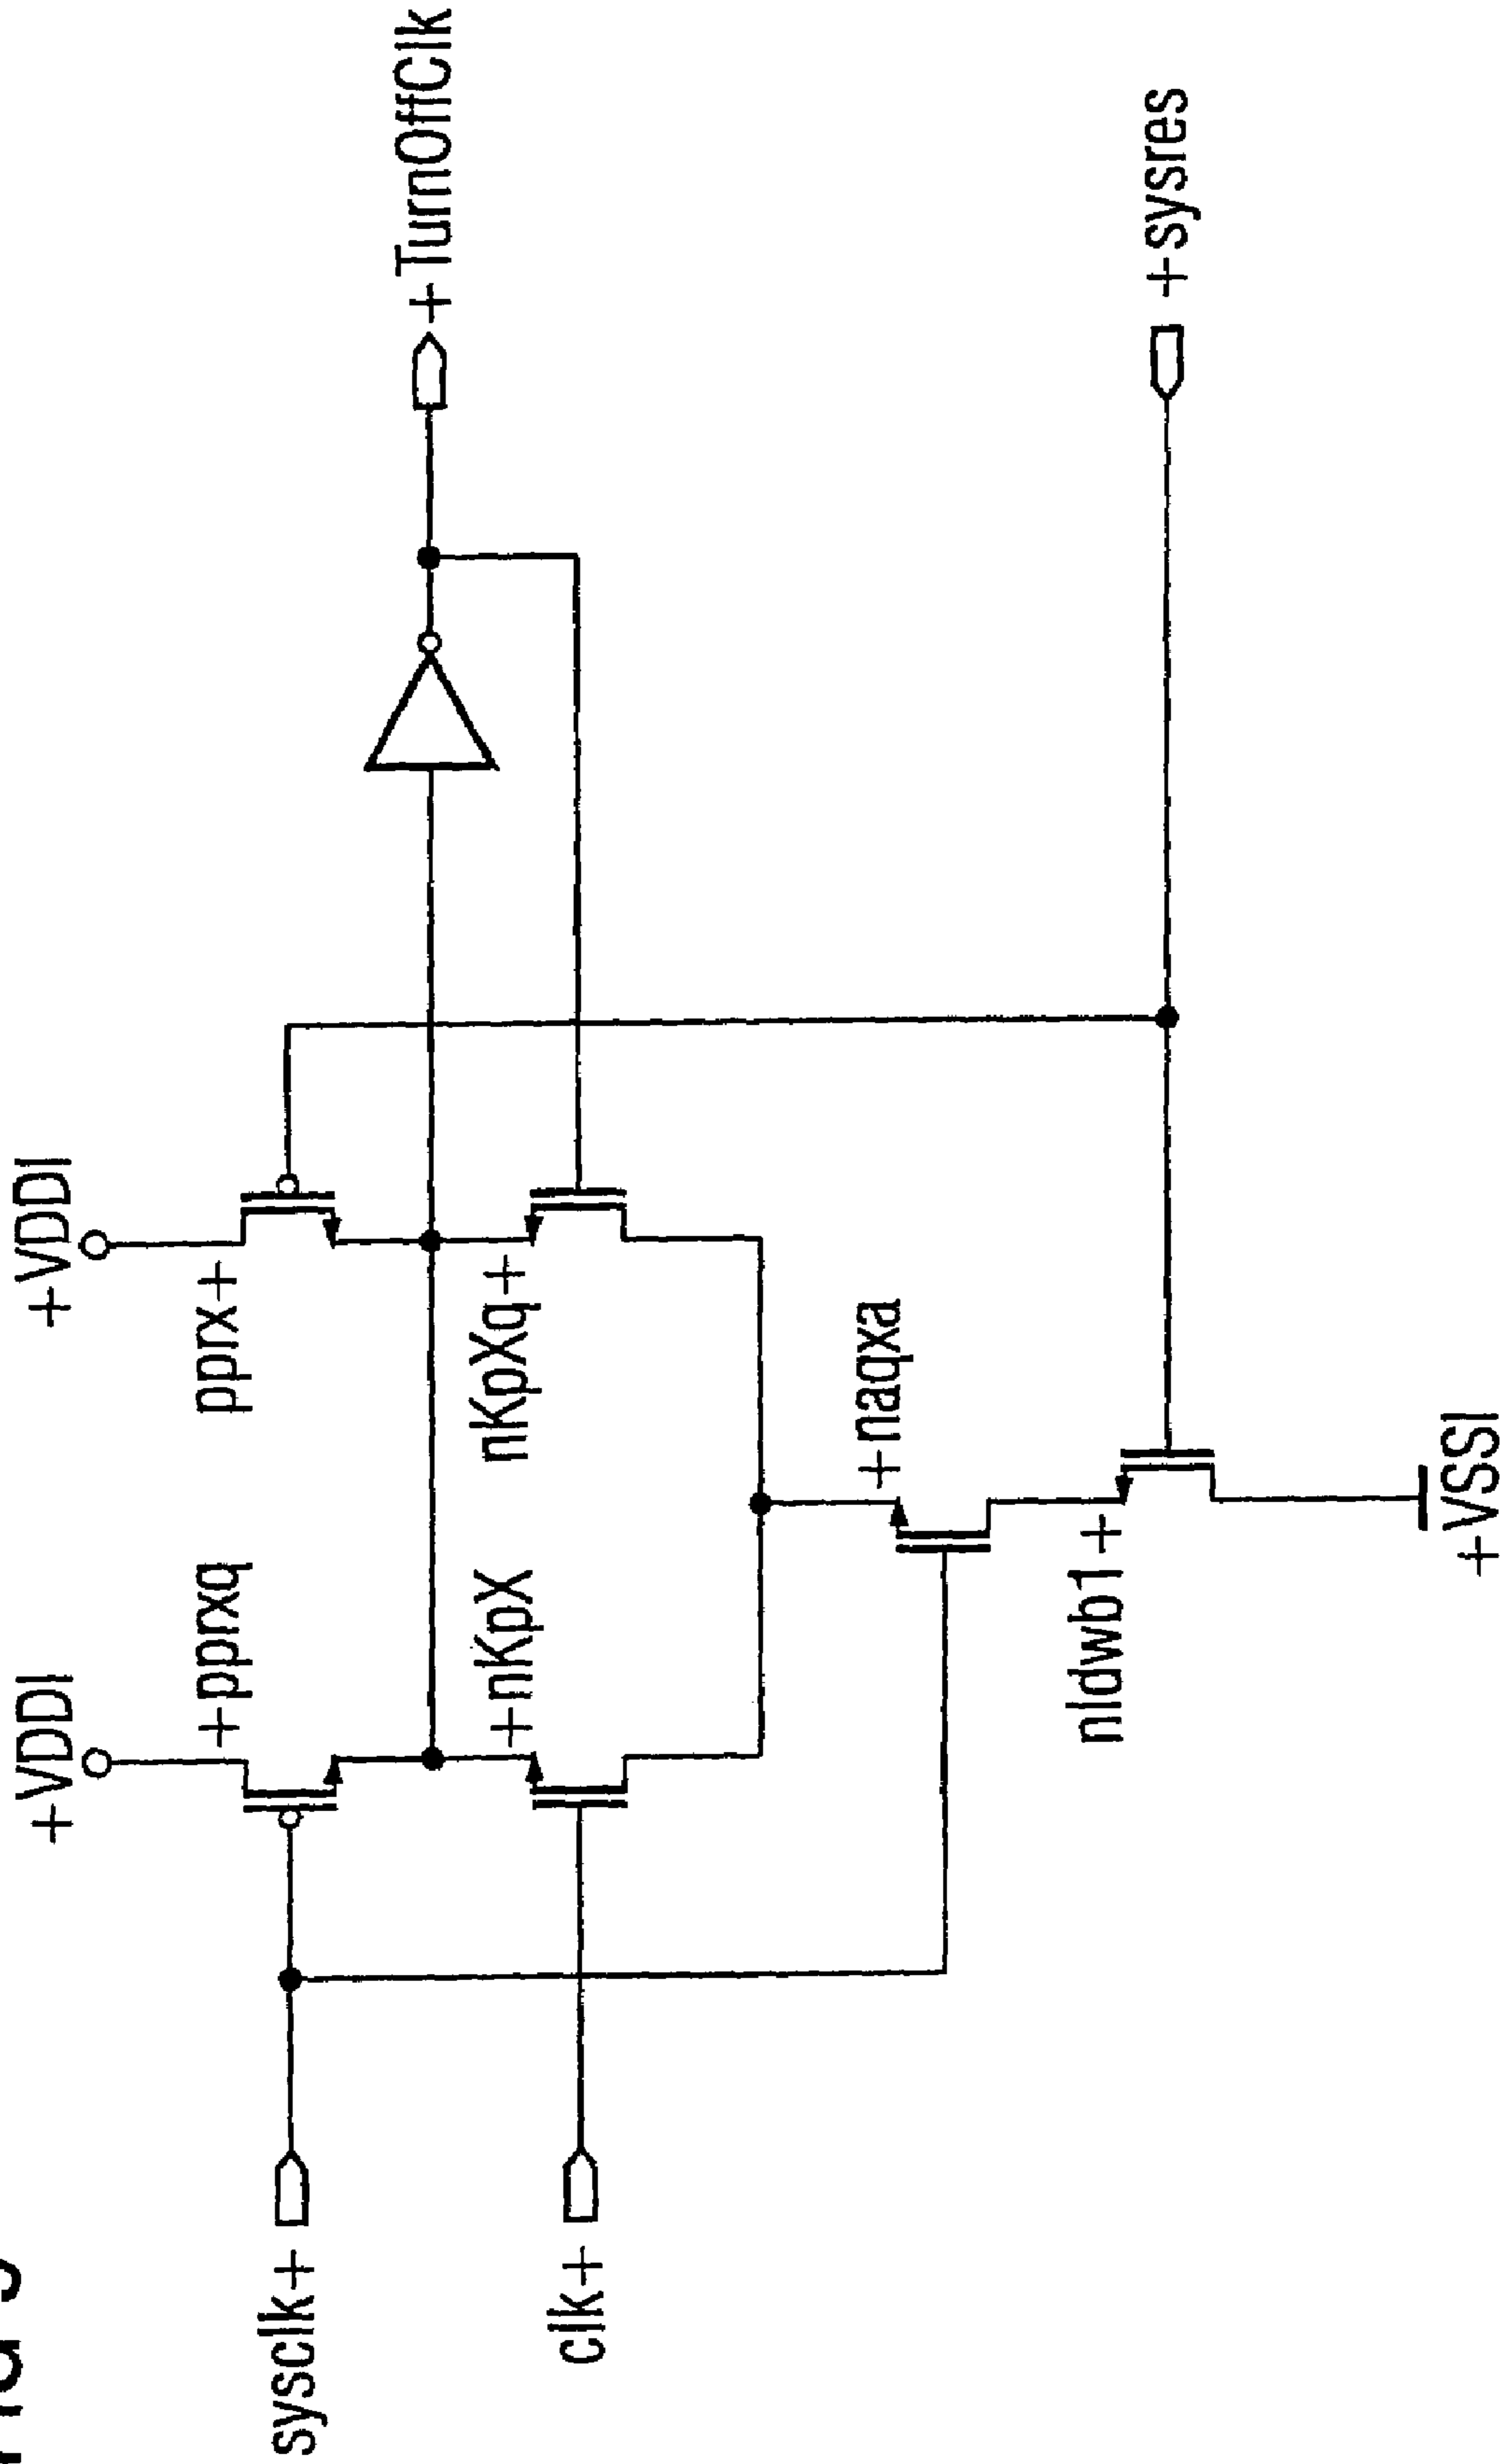 +VDDI
+VDDI
+pprxq
pprx+
sysclk+
+TurnOffClk
+nKpX
nKpXq+
clk+
+naqxa
nldwb1+
+sysres
+VSSI